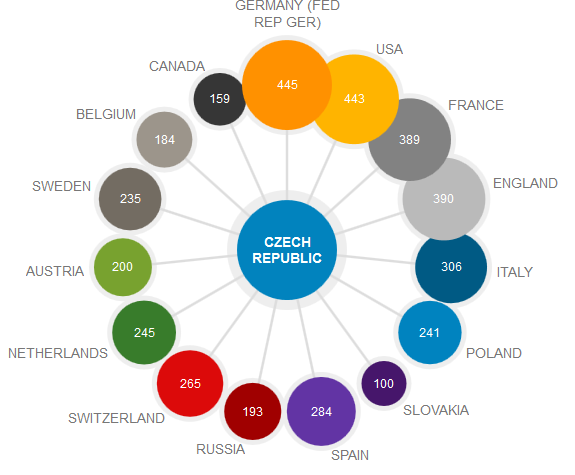 GERMANY (FED
REP GER)
445
USA
443
FRANCE
389
ENGLAND
390
ITALY
306
POLAND
241
SLOVAKIA
100
SPAIN
284
RUSSIA
193
SWITZERLAND
265
NETHERLANDS
245
AUSTRIA
200
SWEDEN
235
BELGIUM
184
CANADA
159
CZECH
REPUBLIC